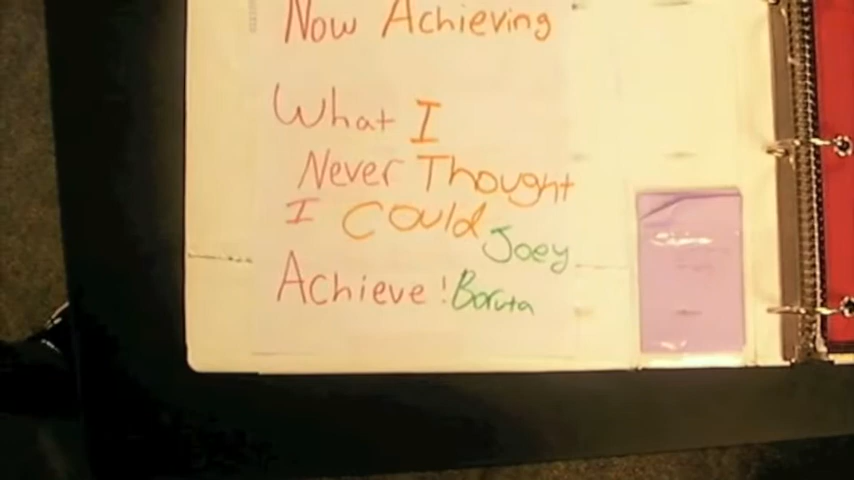 Now Achieving
What I
Never Thought
I Could
Joey
Achieve! Boruta